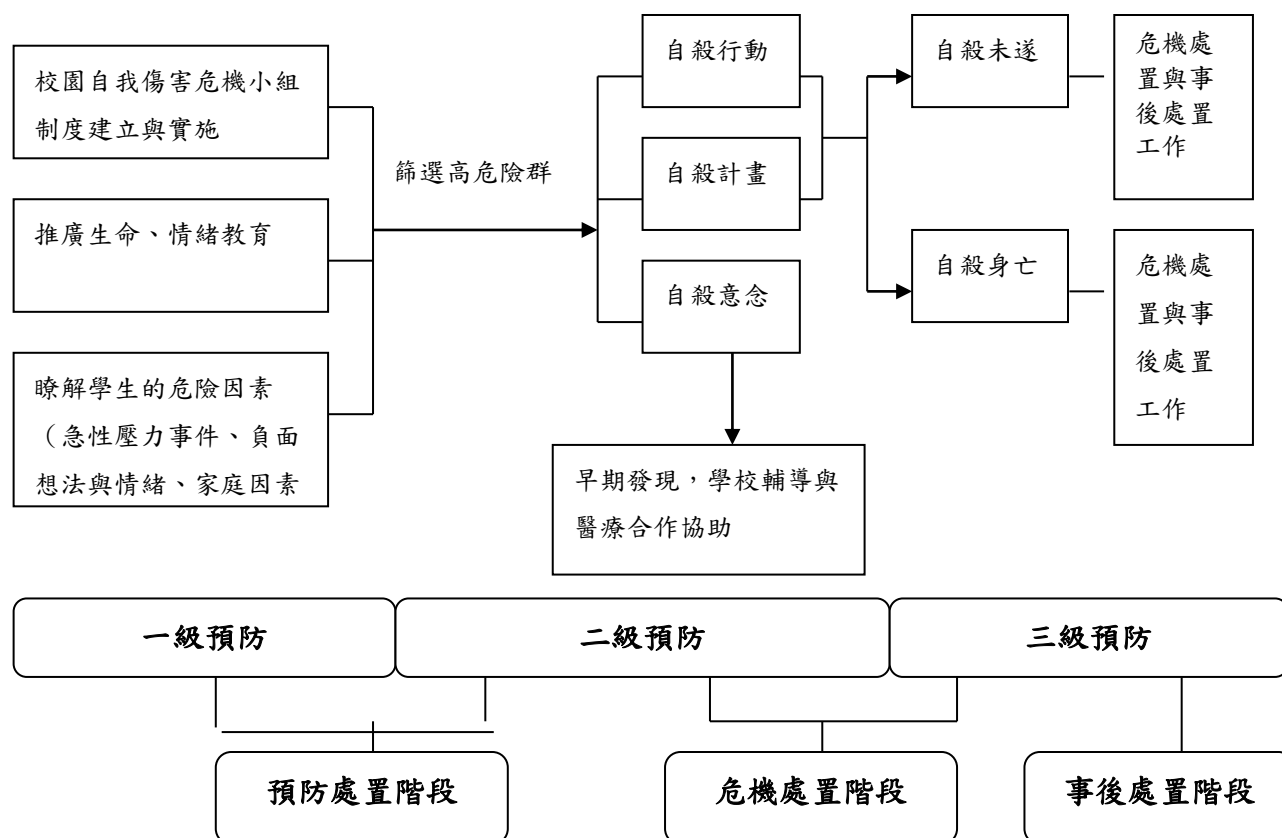 校園自我傷害危機小組
制度建立與實施
推廣生命、情緒教育
瞭解學生的危險因素
（急性壓力事件、負面
想法與情緒、家庭因素
篩選高危險群
自殺行動
自殺計畫
自殺意念
早期發現，學校輔導與
醫療合作協助
自殺未遂
自殺身亡
危機處
置與事
後處置
工作
危機處
置與事
後處置
工作
一級預防
二級預防
三級預防
預防處置階段
危機處置階段
事後處置階段